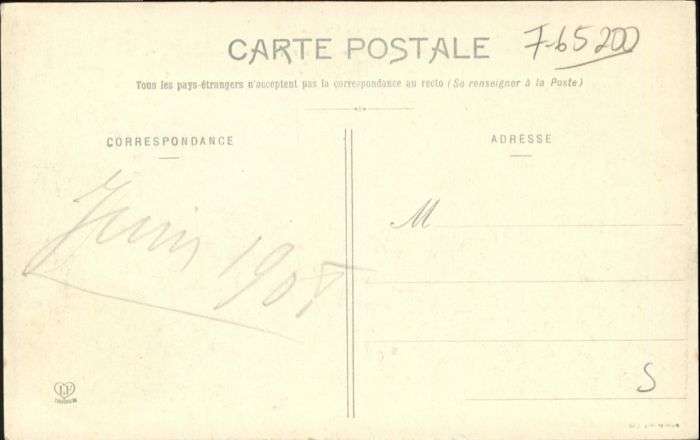 CARTE POSTALE
F-65200
Tous les pays-étrangers n'acceptent pas la correspondance au recto (Se renseigner à la Poste)
CORRESPONDANCE
ADRESSE
Juin 1908
M
S